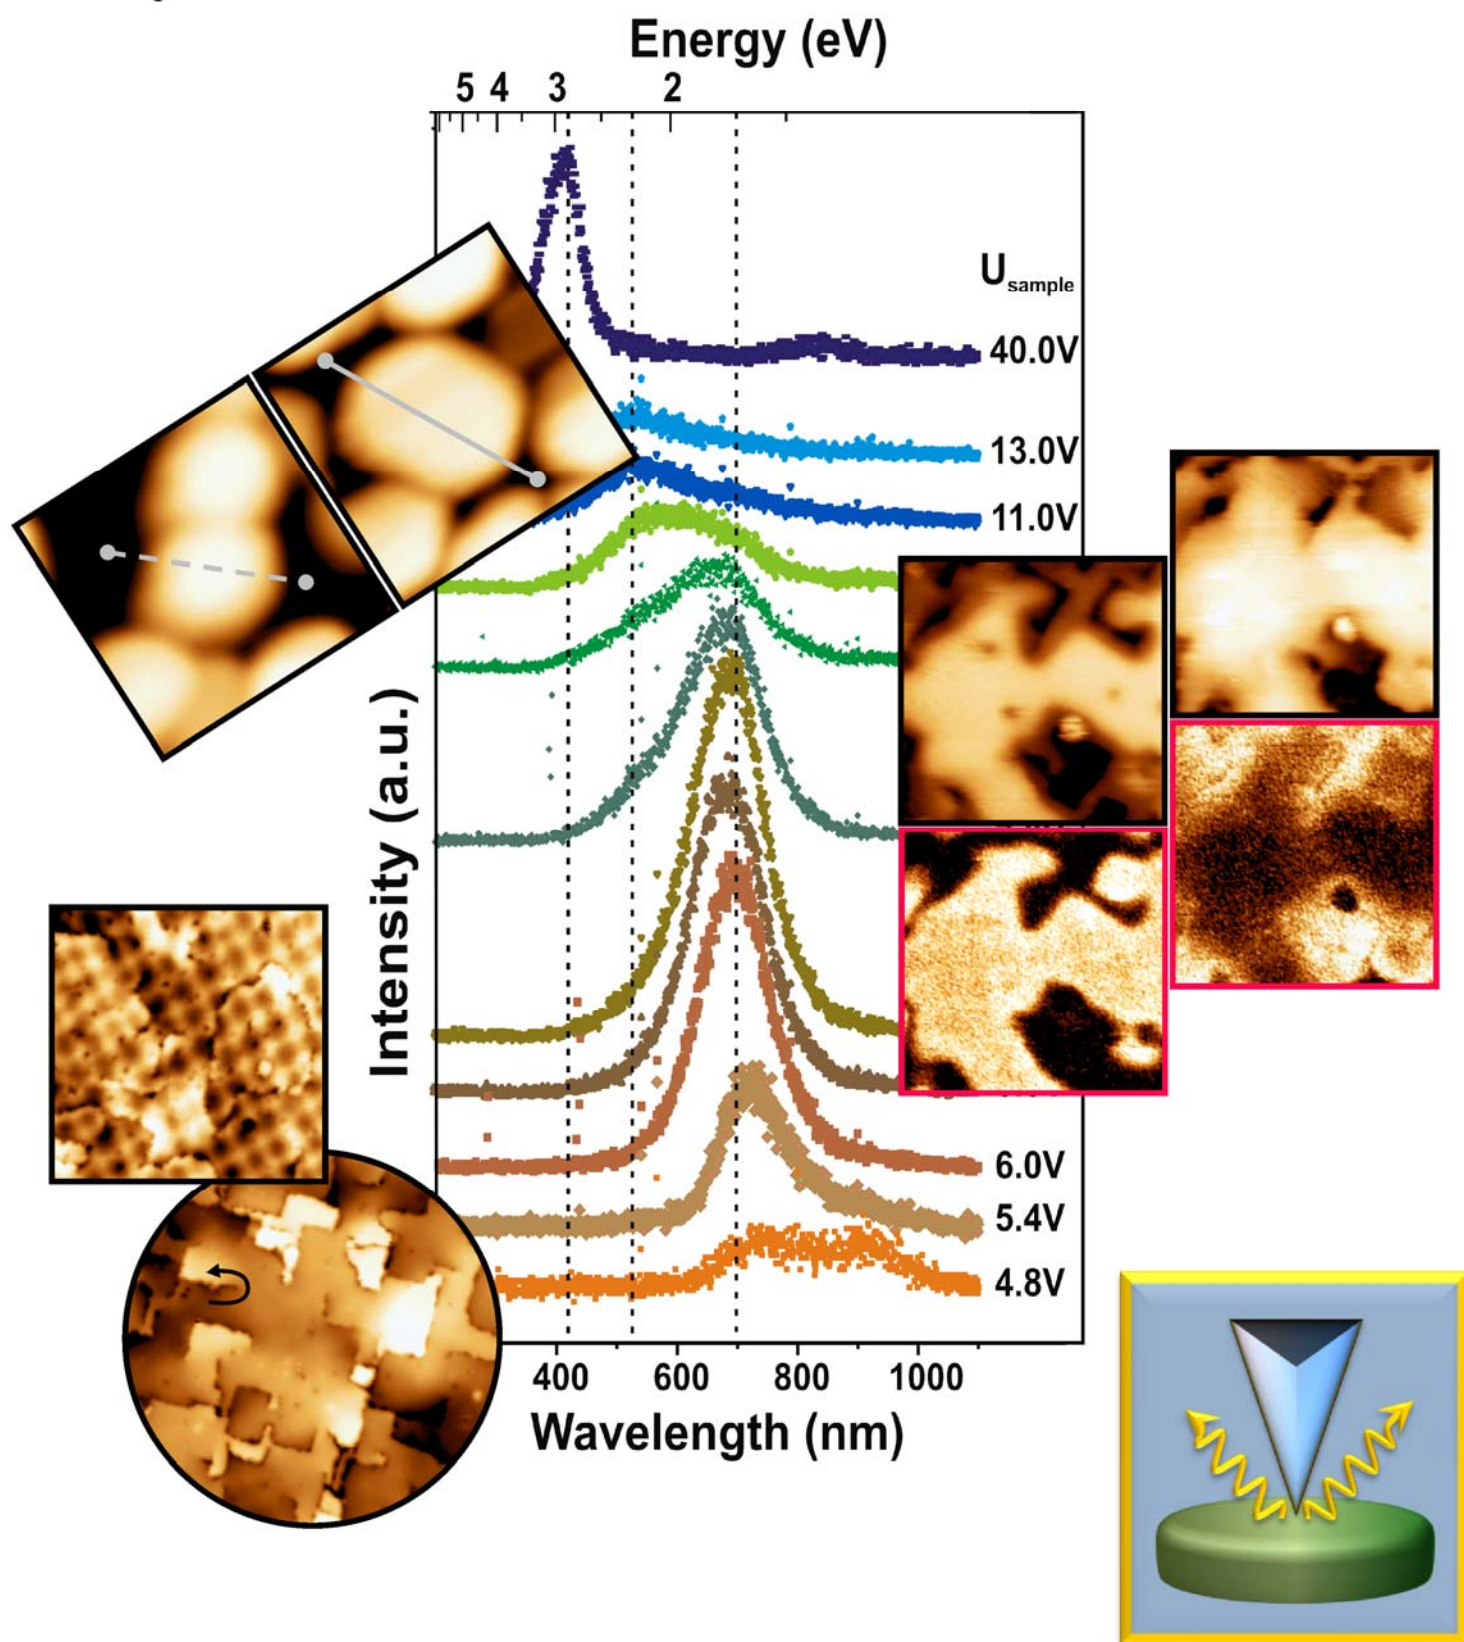 Energy (eV)
5 4 3 2
U sample
40.0V
13.0V
11.0V
Intensity (a.u.)
6.0V
5.4V
4.8V
400 600 800 1000
Wavelength (nm)